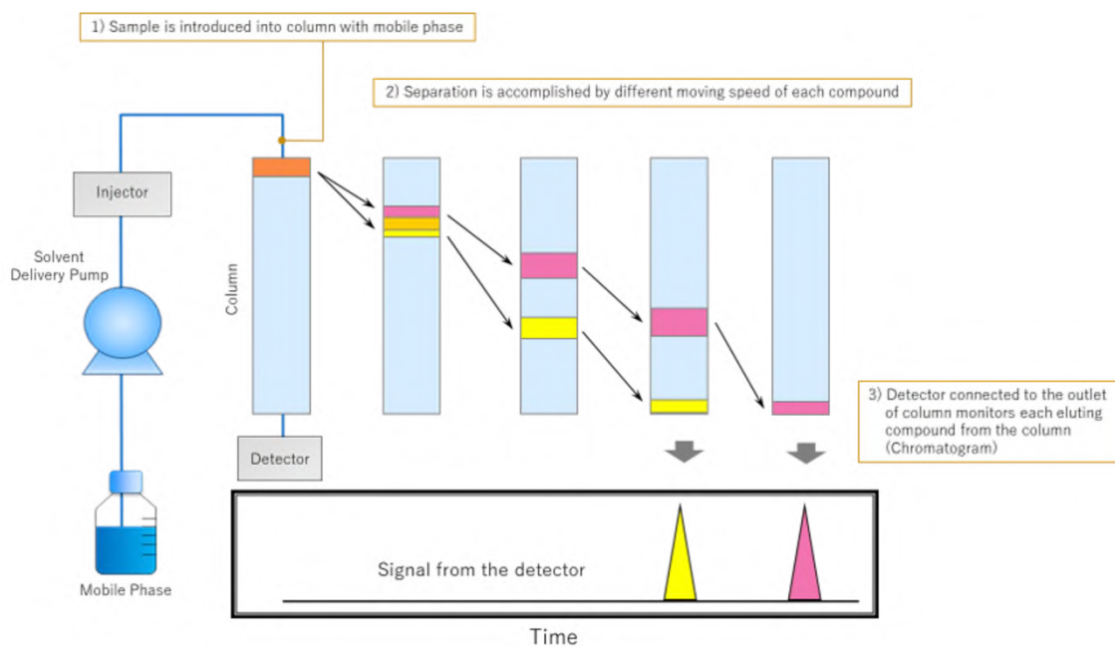 1) Sample is introduced into column with mobile phase
2) Separation is accomplished by different moving speed of each compound
Injector
Solvent
Delivery Pump
Column
3) Detector connected to the outlet
of column monitors each eluting
compound from the column
(Chromatogram)
Detector
Mobile Phase
Signal from the detector
Time